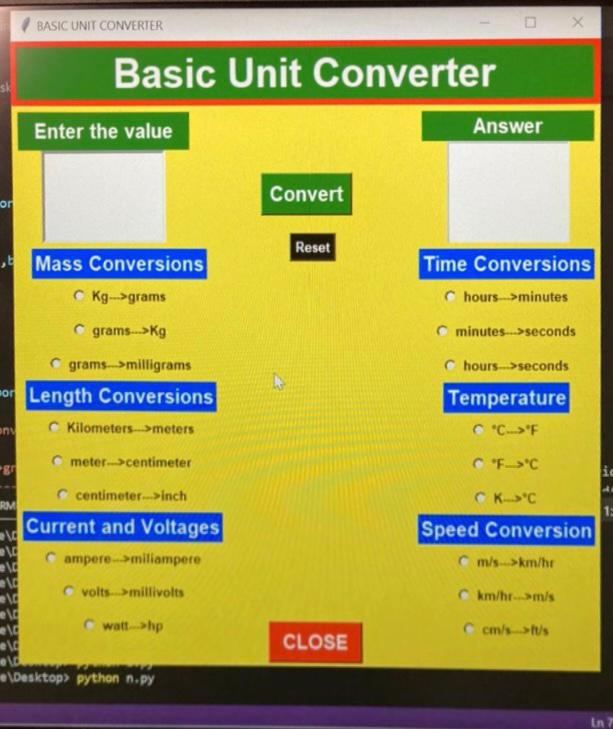 BASIC UNIT CONVERTER
Basic Unit Converter
Enter the value
Answer
Convert
Reset
Mass Conversions
Kg--->grams
grams--->Kg
grams--->milligrams
Time Conversions
hours--->minutes
minutes--->seconds
hours--->seconds
Length Conversions
Kilometers--->meters
meter--->centimeter
centimeter--->inch
Temperature
°C--->°F
°F--->°C
K--->°C
Current and Voltages
ampere--->miliampere
volts--->millivolts
watt--->hp
Speed Conversion
m/s--->km/hr
km/hr--->m/s
cm/s--->ft/s
CLOSE
e\Desktop> python n.py
Ln 7